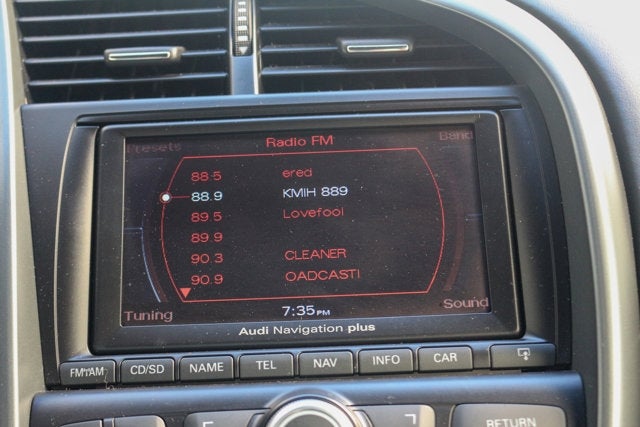 Presets Radio FM Band
88.5 ered
88.9 KMIH 889
89.5 Lovefool
89.9
90.3 CLEANER
90.9 OADCASTI
Tuning 7:35PM Sound
Audi Navigation plus
FM/AM CD/SD NAME TEL NAV INFO CAR
RETURN